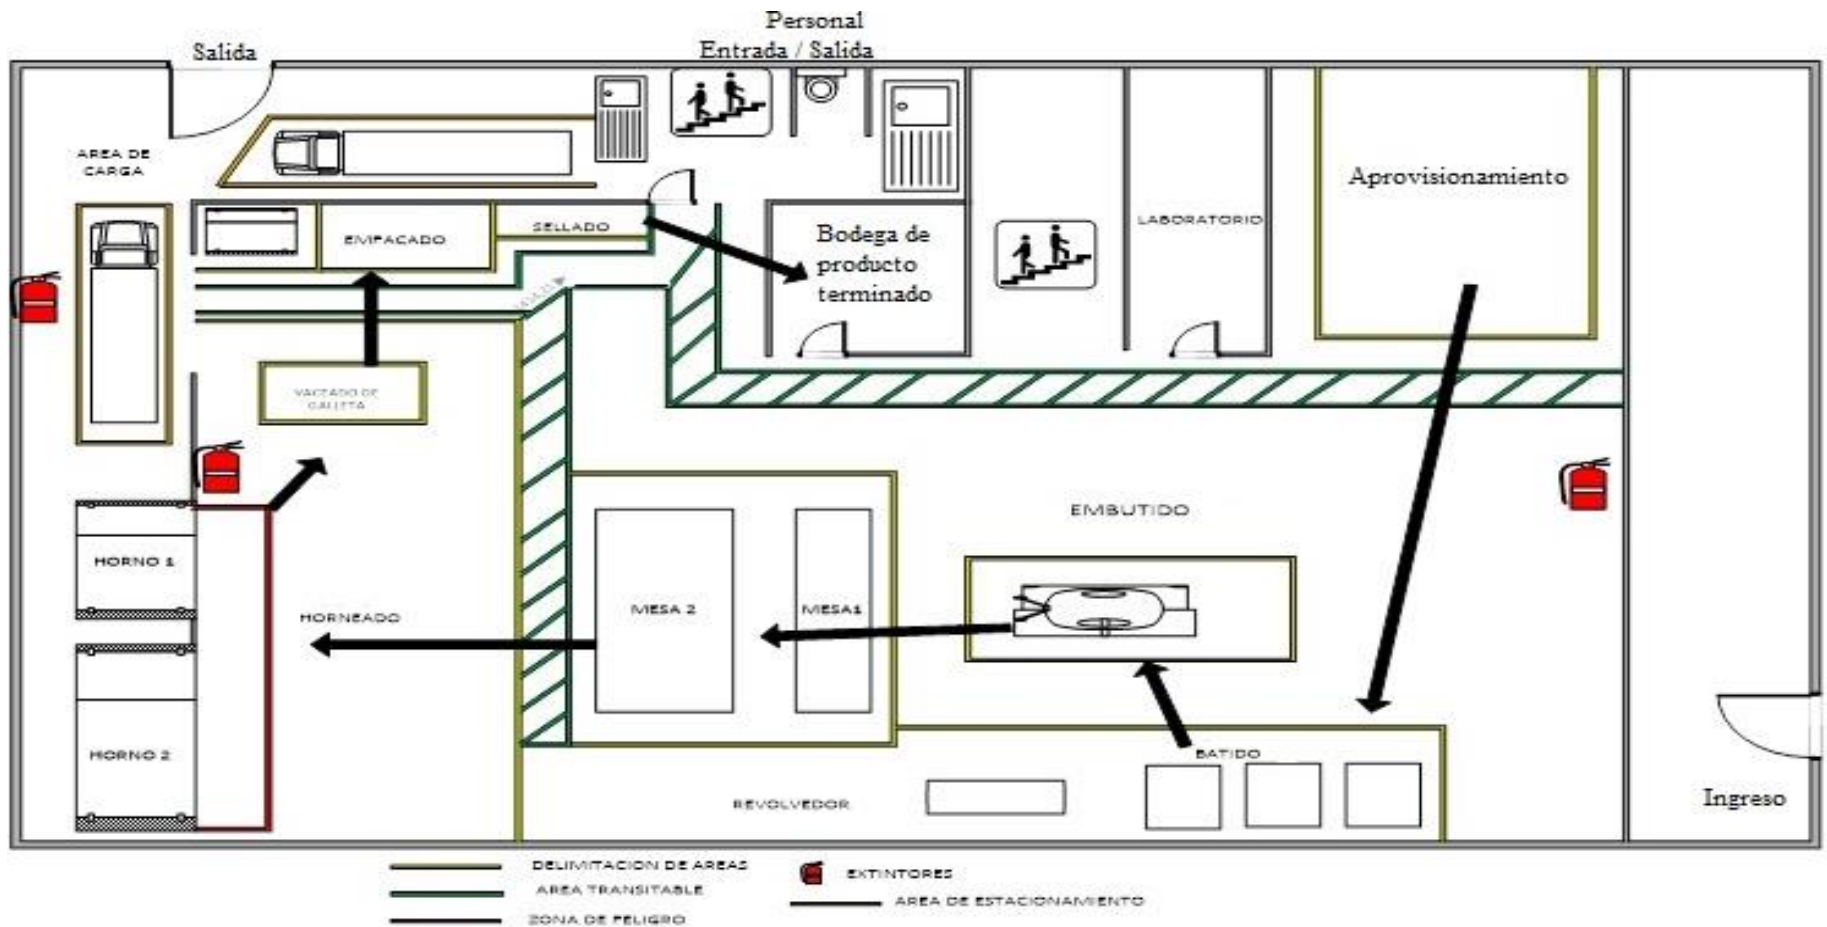 Personal
Entrada / Salida
Salida
AREA DE
CARGA
EMPACADO
SELLADO
Bodega de
producto
terminado
LABORATORIO
Aprovisionamiento
VACEADO DE
GALLETA
HORNO 1
HORNEADO
HORNO 2
MESA 2
MESA1
EMBUTIDO
BATIDO
REVOLVEDOR
Ingreso
DELIMITACION DE AREAS
AREA TRANSITABLE
ZONA DE PELIGRO
EXTINTORES
AREA DE ESTACIONAMIENTO